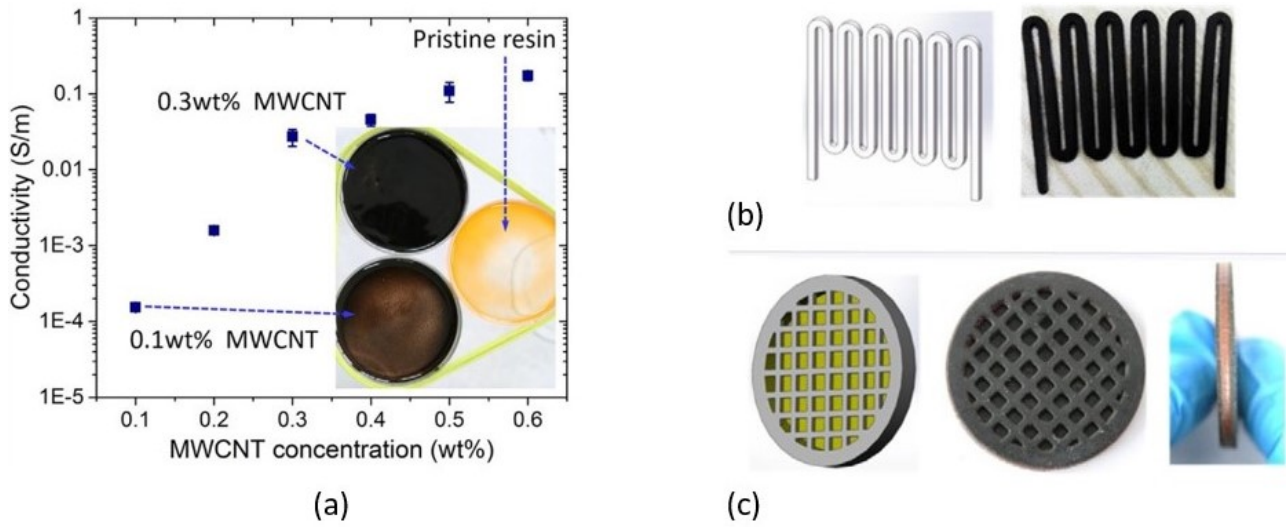 1
0.1
0.01
1E-3
1E-4
1E-5
Conductivity (S/m)
Pristine resin
0.3wt% MWCNT
0.1wt% MWCNT
0.1 0.2 0.3 0.4 0.5 0.6
MWCNT concentration (wt%)
(a)
(b)
(c)